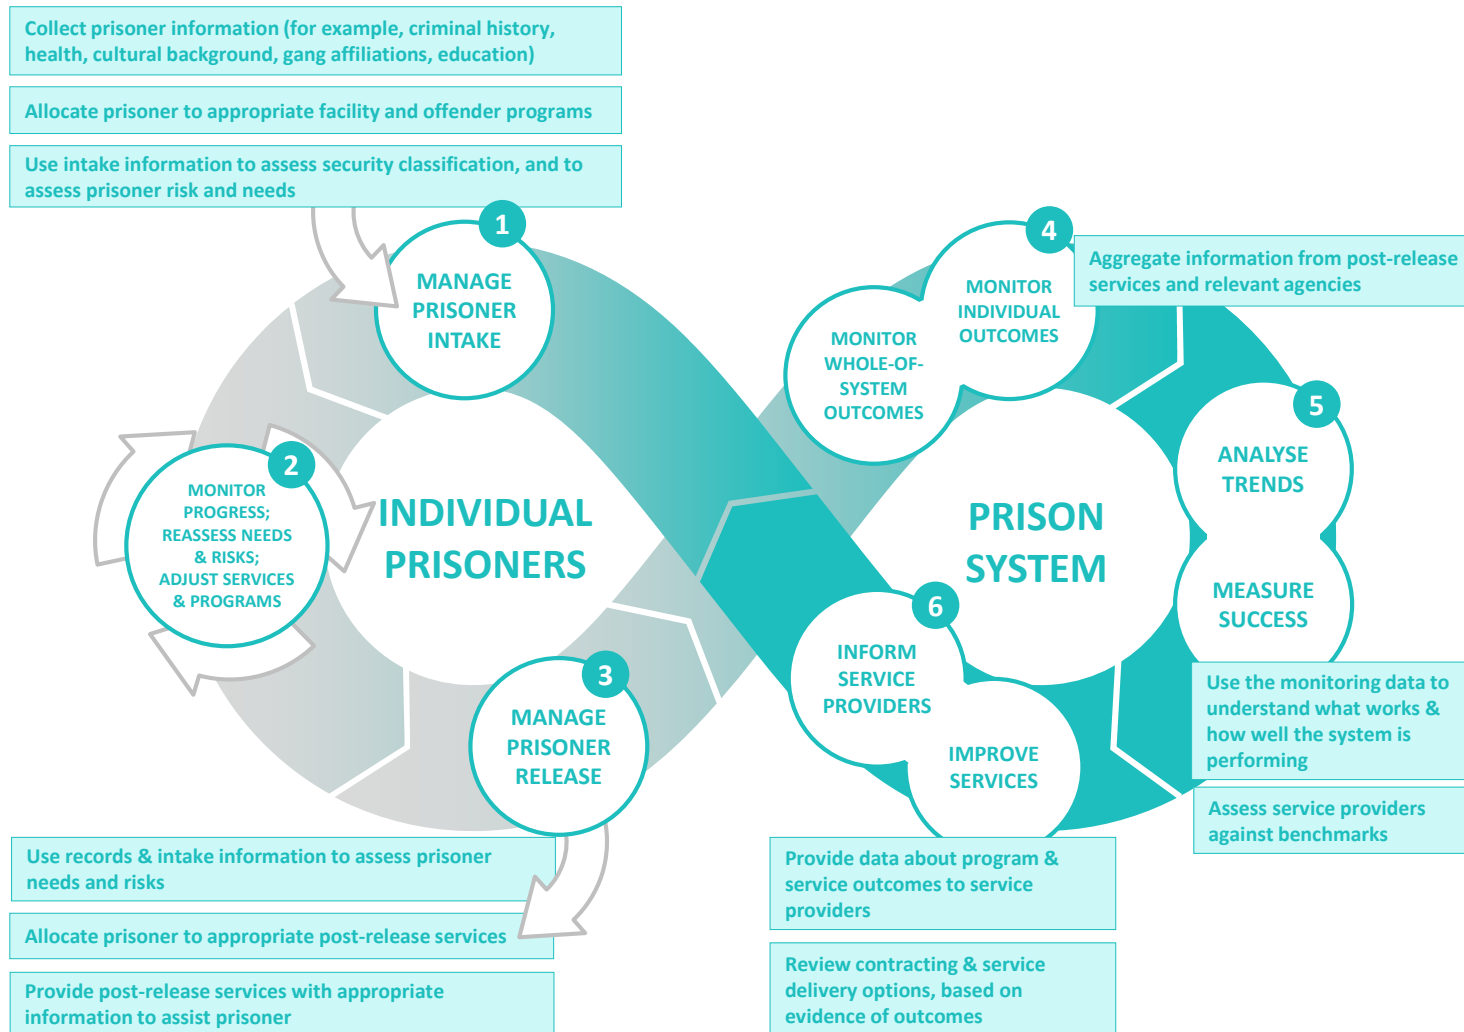 Collect prisoner information (for example, criminal history,
health, cultural background, gang affiliations, education)
Allocate prisoner to appropriate facility and offender programs
Use intake information to assess security classification, and to
assess prisoner risk and needs
1
MANAGE
PRISONER
INTAKE
2
MONITOR
PROGRESS;
REASSESS NEEDS
& RISKS;
ADJUST SERVICES
& PROGRAMS
INDIVIDUAL
PRISONERS
3
MANAGE
PRISONER
RELEASE
Use records & intake information to assess prisoner
needs and risks
Allocate prisoner to appropriate post-release services
Provide post-release services with appropriate
information to assist prisoner
4
MONITOR
INDIVIDUAL
OUTCOMES
MONITOR
WHOLE-OF-
SYSTEM
OUTCOMES
Aggregate information from post-release
services and relevant agencies
PRISON
SYSTEM
5
ANALYSE
TRENDS
MEASURE
SUCCESS
Use the monitoring data to
understand what works &
how well the system is
performing
Assess service providers
against benchmarks
6
INFORM
SERVICE
PROVIDERS
IMPROVE
SERVICES
Provide data about program &
service outcomes to service
providers
Review contracting & service
delivery options, based on
evidence of outcomes